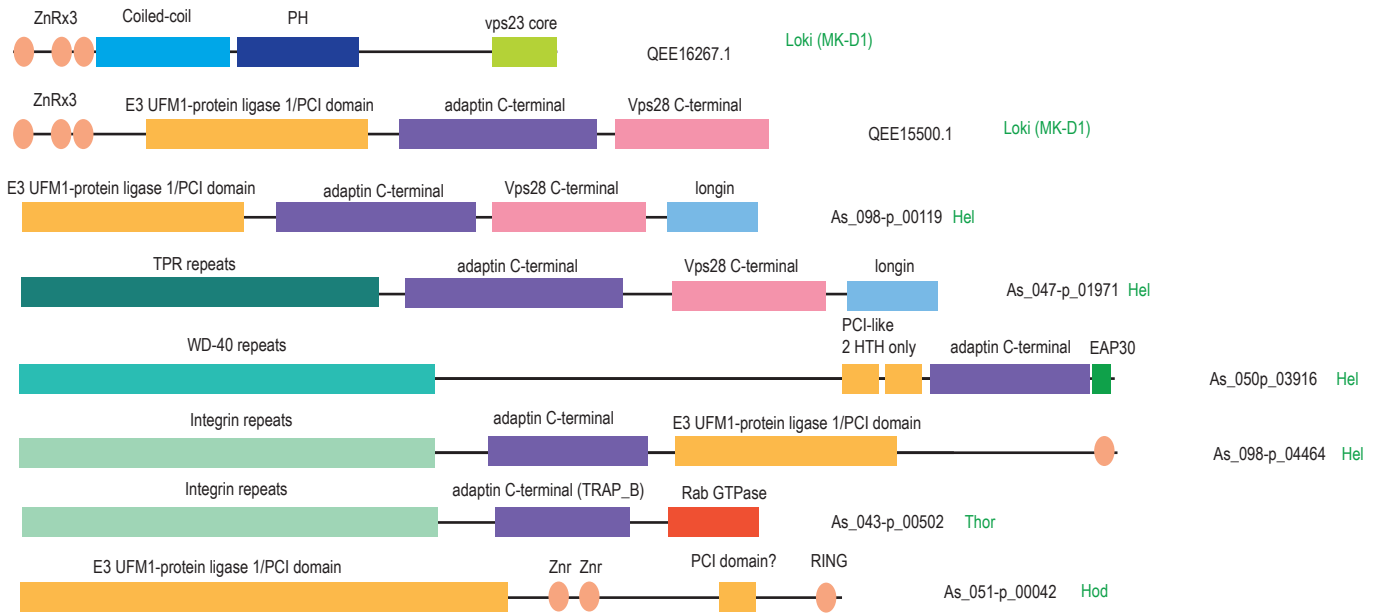 ZnRx3 Coiled-coil PH vps23 core
QEE16267.1 Loki (MK-D1)
ZnRx3 E3 UFM1-protein ligase 1/PCI domain adaptin C-terminal Vps28 C-terminal
QEE15500.1 Loki (MK-D1)
E3 UFM1-protein ligase 1/PCI domain adaptin C-terminal Vps28 C-terminal longin
As_098-p_00119 Hel
TPR repeats adaptin C-terminal Vps28 C-terminal longin
As_047-p_01971 Hel
PCI-like
WD-40 repeats 2 HTH only adaptin C-terminal EAP30
As_050p_03916 Hel
Integrin repeats adaptin C-terminal E3 UFM1-protein ligase 1/PCI domain
As_098-p_04464 Hel
Integrin repeats adaptin C-terminal (TRAP_B) Rab GTPase
As_043-p_00502 Thor
E3 UFM1-protein ligase 1/PCI domain Znr Znr PCI domain? RING
As_051-p_00042 Hod